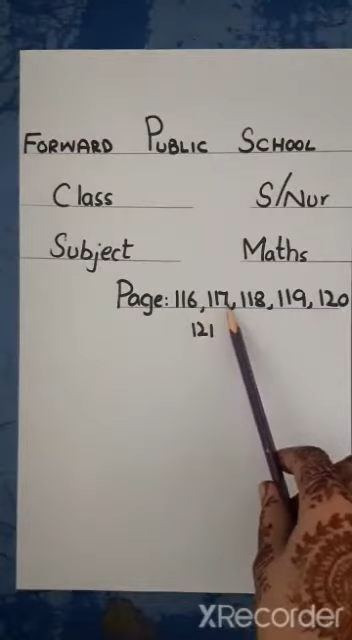 FORWARD PUBLIC SCHOOL
Class S/Nur
Subject Maths
Page: 116, 117, 118, 119, 120
121
XRecorder